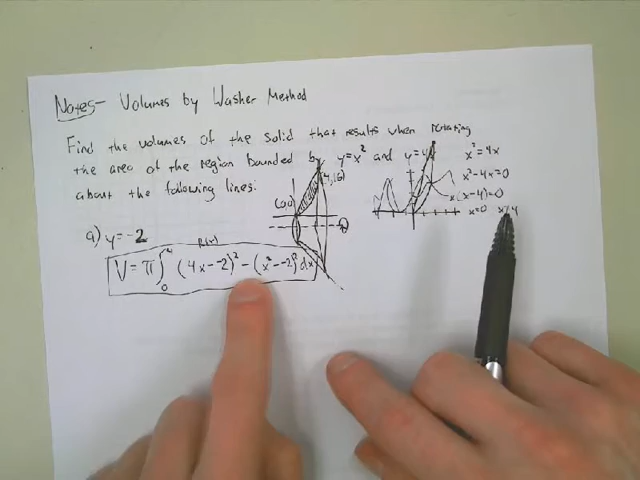 Notes- Volumes by Washer Method
Find the volumes of the solid that results when rotating
the area of the region bounded by y=x² and y=4x
about the following lines:
x²=4x
x²-4x=0
x(x-4)=0
x=0 x=4
(4,16)
(0,0)
a) y=-2
R(x)
V=π∫₀⁴ (4x--2)² - (x²--2)² dx